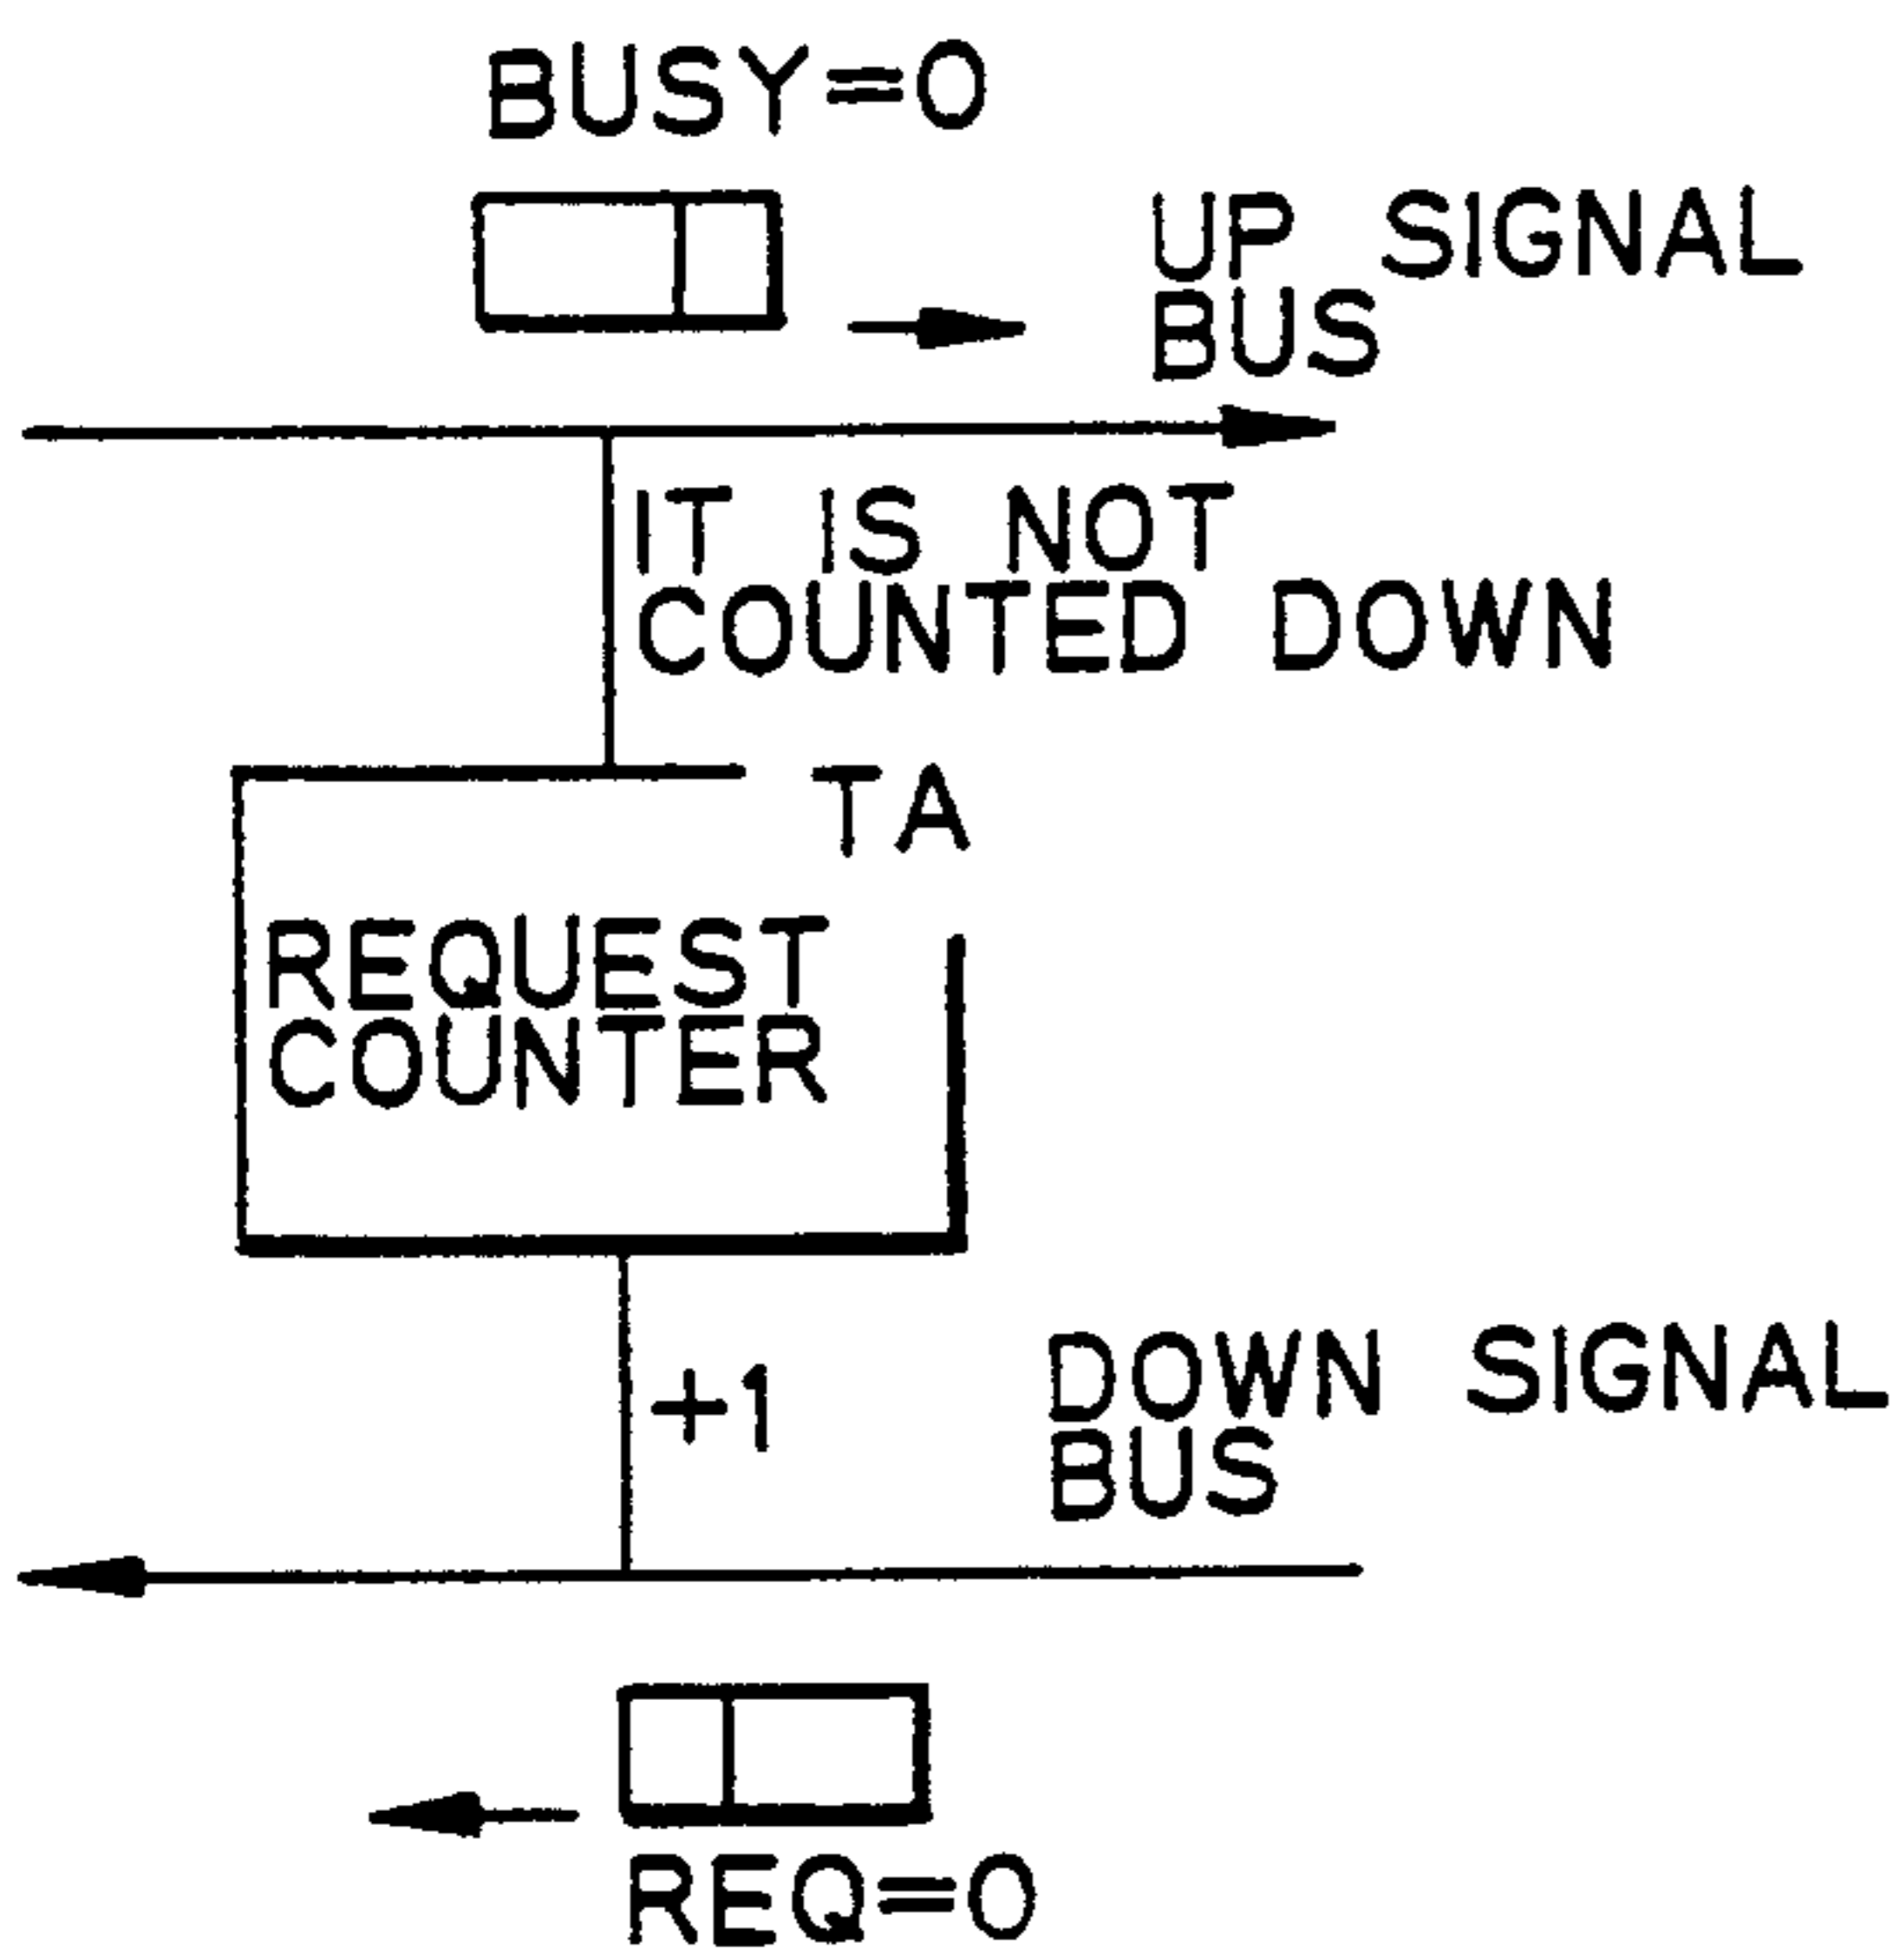 BUSY=0
UP SIGNAL
BUS
IT IS NOT
COUNTED DOWN
TA
REQUEST
COUNTER
+1
DOWN SIGNAL
BUS
REQ=0